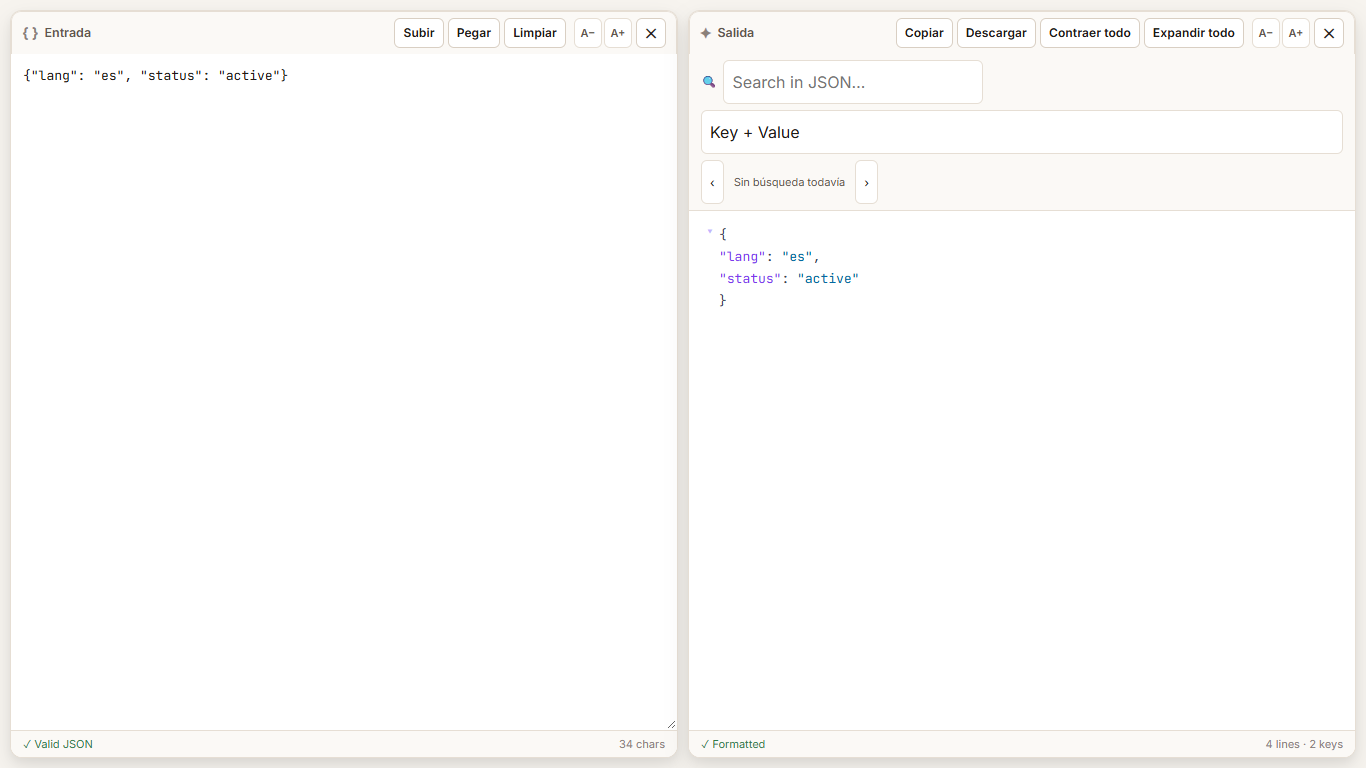 { } Entrada
Subir
Pegar
Limpiar
A−
A+
✕
{"lang": "es", "status": "active"}
✓ Valid JSON
34 chars
✦ Salida
Copiar
Descargar
Contraer todo
Expandir todo
A−
A+
✕
🔍 Search in JSON...
Key + Value
‹
Sin búsqueda todavía
›
▾ {
"lang": "es",
"status": "active"
}
✓ Formatted
4 lines · 2 keys